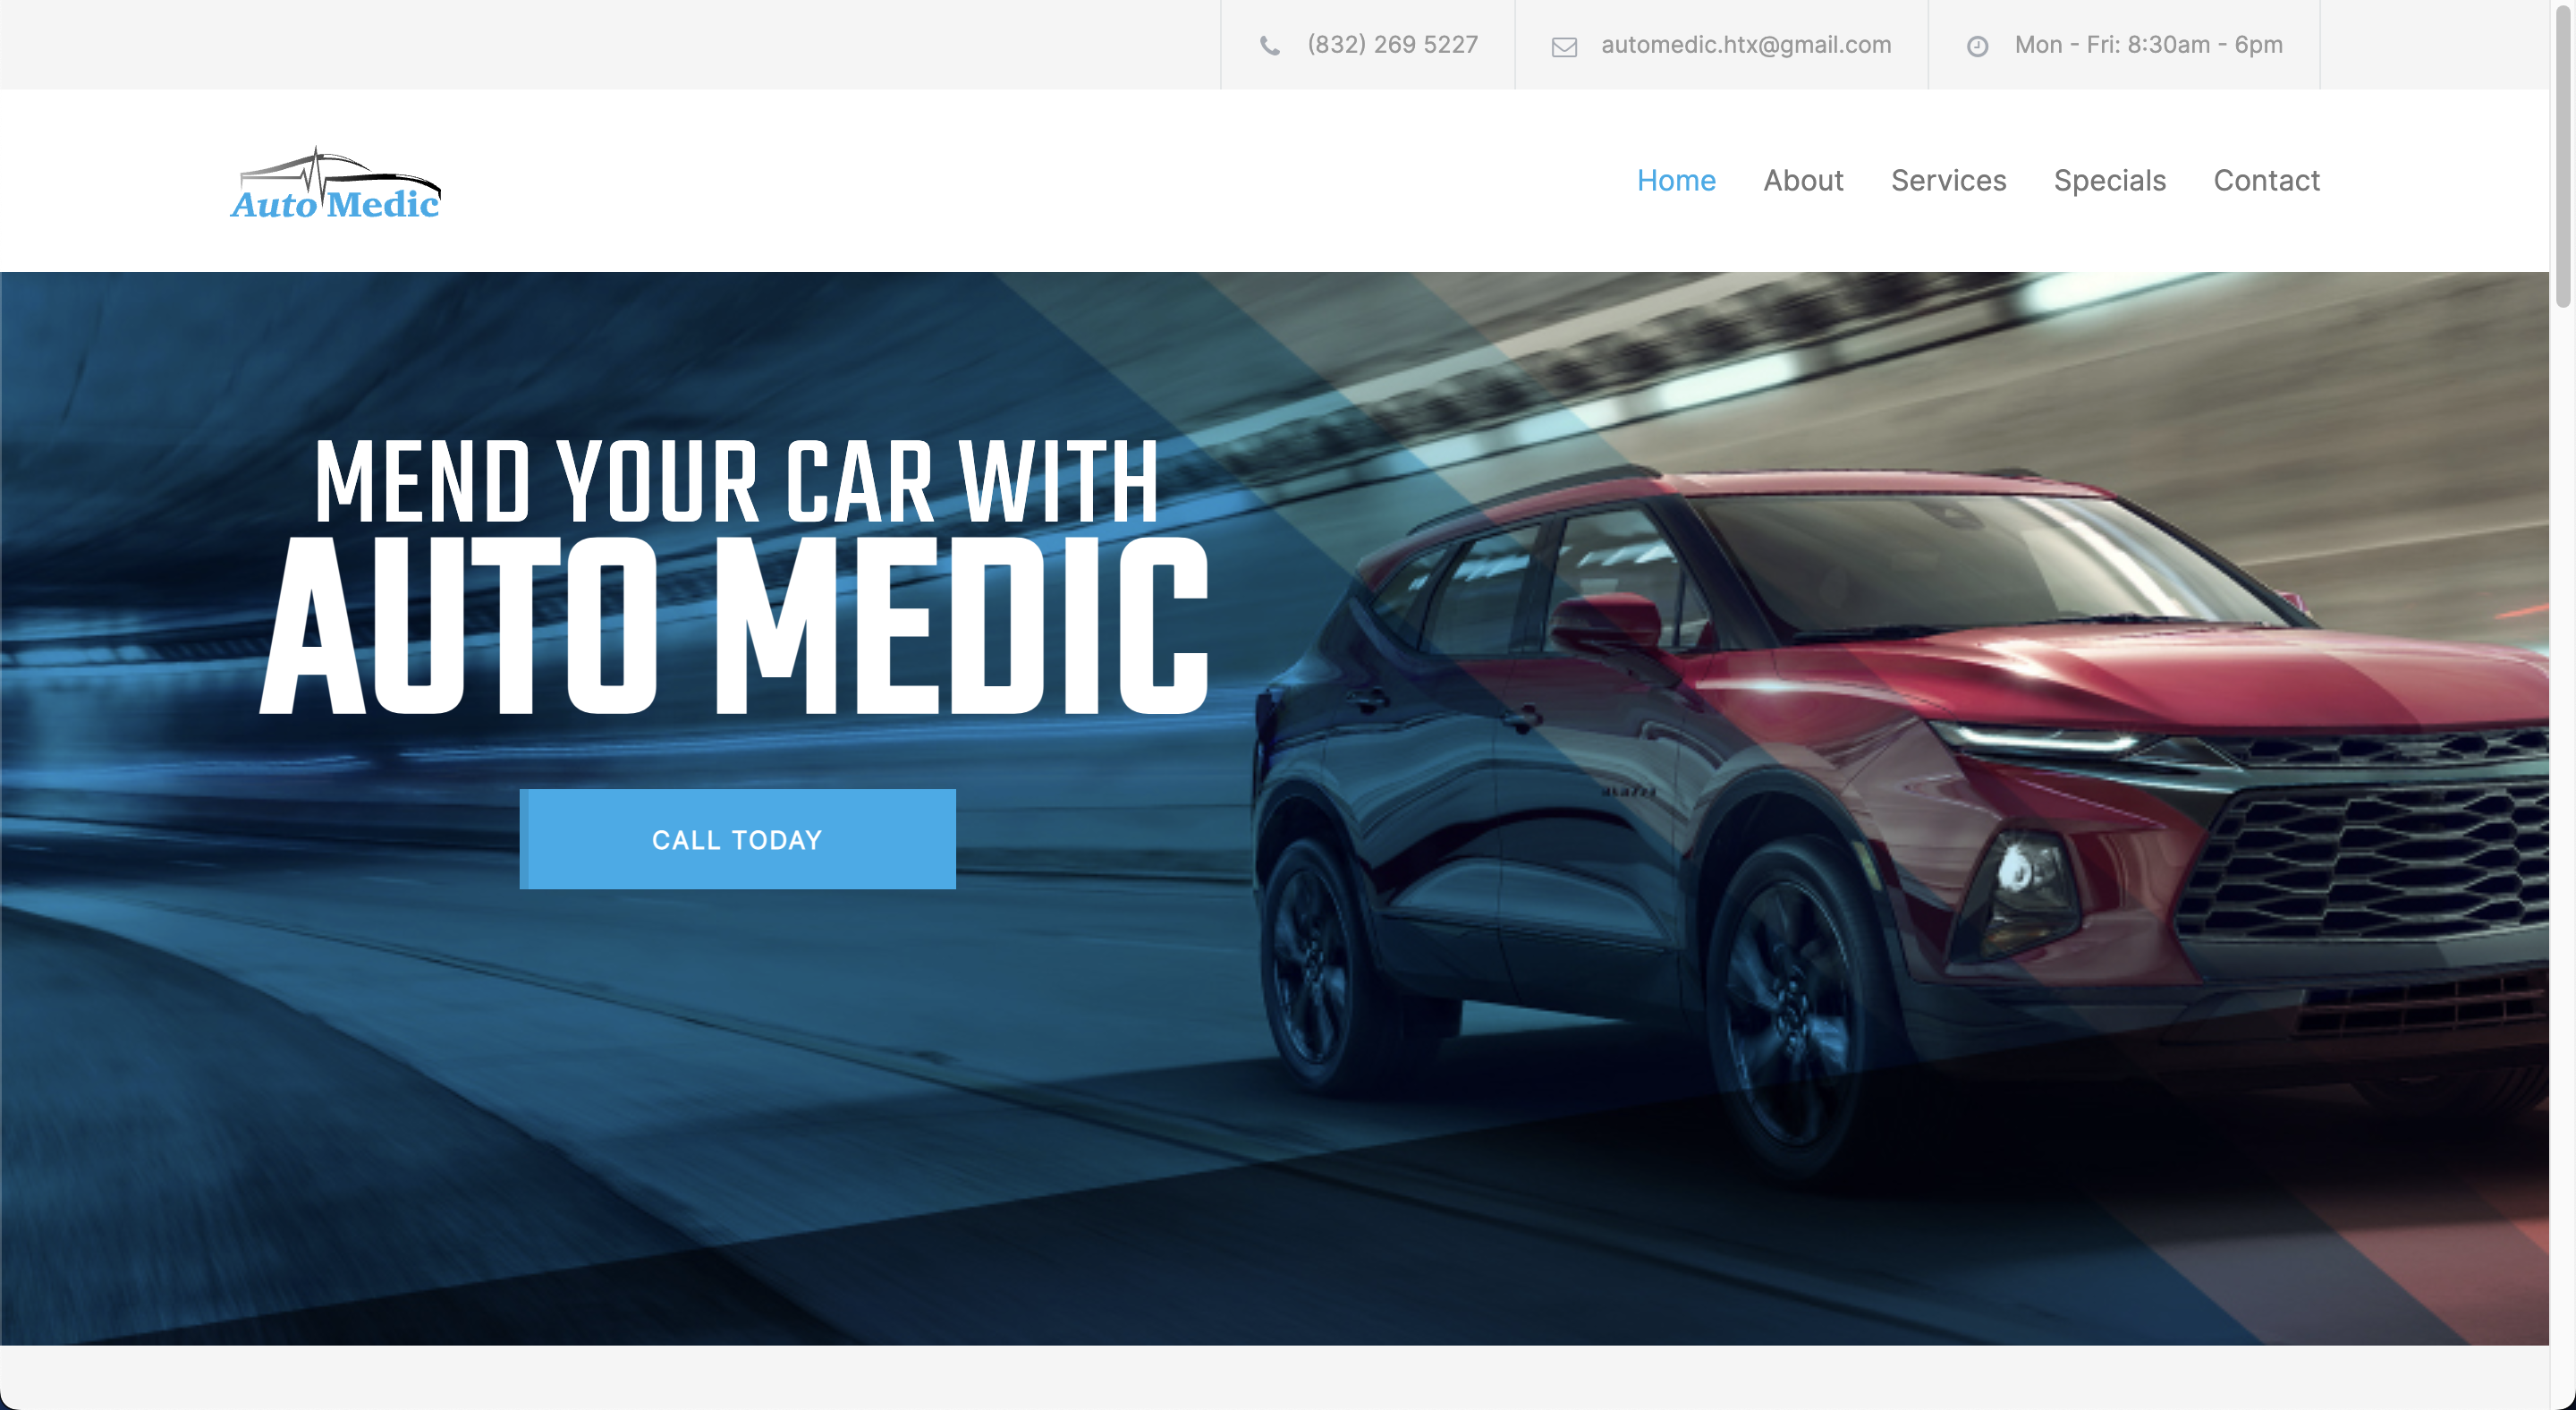 (832) 269 5227
automedic.htx@gmail.com
Mon - Fri: 8:30am - 6pm
Auto Medic
Home
About
Services
Specials
Contact
MEND YOUR CAR WITH
AUTO MEDIC
CALL TODAY